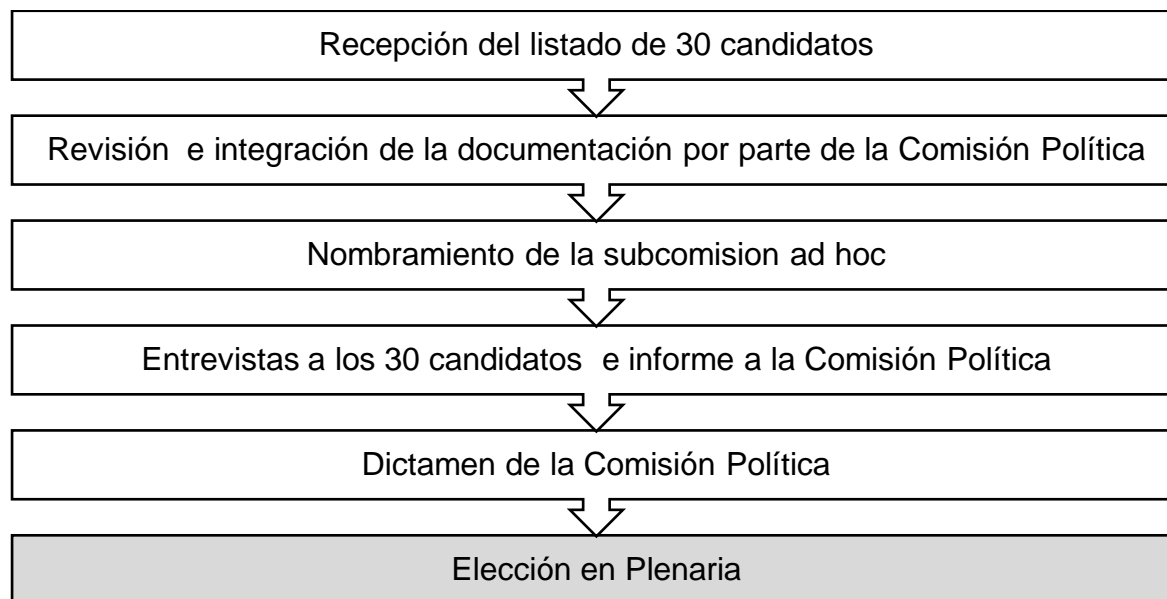 Recepción del listado de 30 candidatos
Revisión e integración de la documentación por parte de la Comisión Política
Nombramiento de la subcomision ad hoc
Entrevistas a los 30 candidatos e informe a la Comisión Política
Dictamen de la Comisión Política
Elección en Plenaria